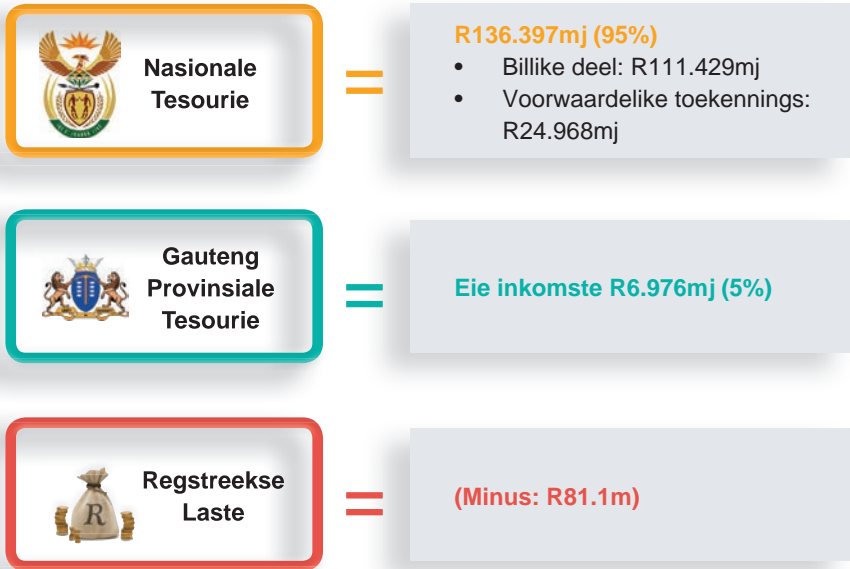 Nasionale
Tesourie
=
R136.397mj (95%)
• Billike deel: R111.429mj
• Voorwaardelike toekennings:
R24.968mj
Gauteng
Provinsiale
Tesourie
=
Eie inkomste R6.976mj (5%)
R
Regstreekse
Laste
=
(Minus: R81.1m)